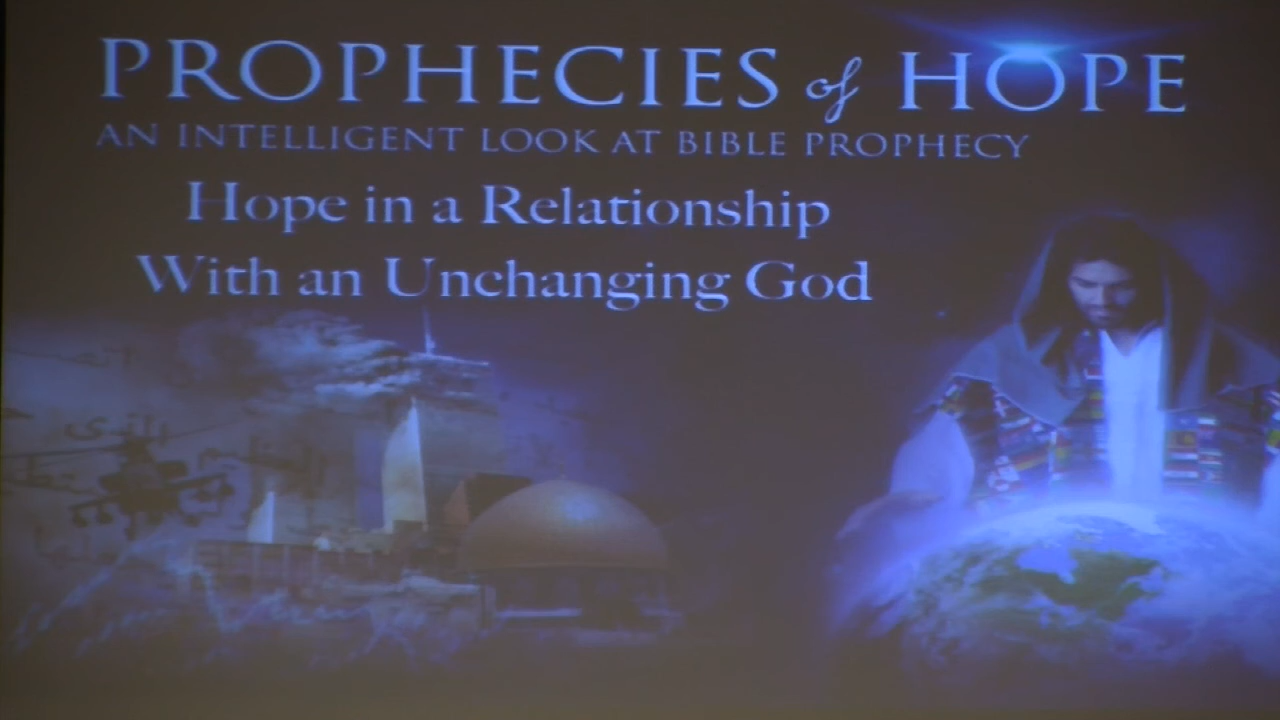 PROPHECIES of HOPE
AN INTELLIGENT LOOK AT BIBLE PROPHECY
Hope in a Relationship
With an Unchanging God